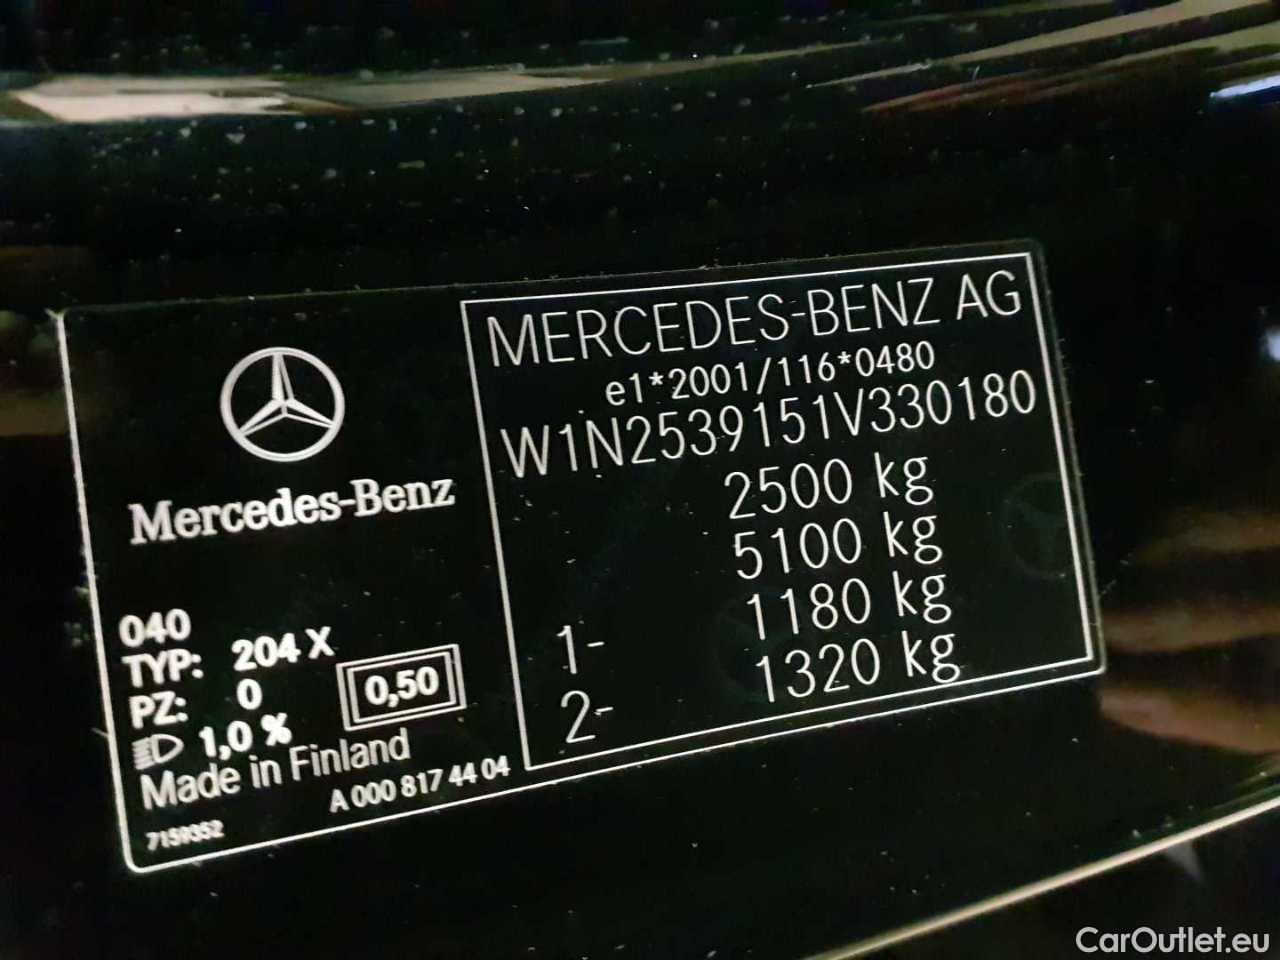 Mercedes-Benz
040
TYP: 204 X
PZ: 0
1,0 %
0,50
Made in Finland
A 000 817 44 04
7159352
MERCEDES-BENZ AG
e1*2001/116*0480
W1N2539151V330180
2500 kg
5100 kg
1- 1180 kg
2- 1320 kg
CarOutlet.eu